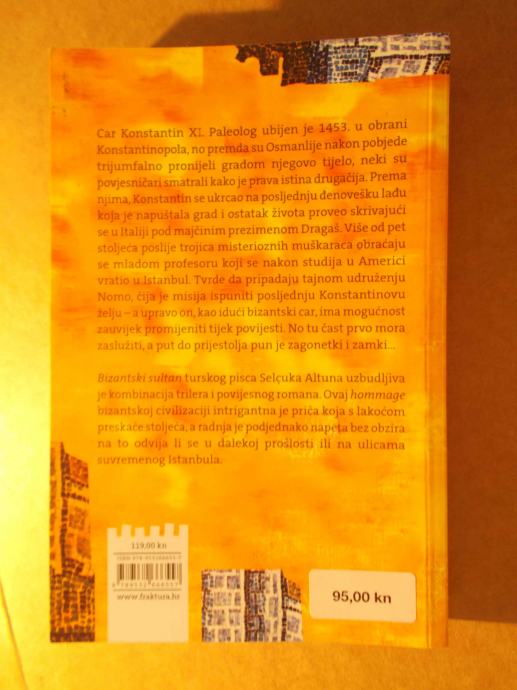 Car Konstantin XI. Paleolog ubijen je 1453. u obrani
Konstantinopola, no premda su Osmanlije nakon pobjede
trijumfalno pronijeli gradom njegovo tijelo, neki su
povjesničari smatrali kako je prava istina drugačija. Prema
njima, Konstantin se ukrcao na posljednju đenovešku lađu
koja je napuštala grad i ostatak života proveo skrivajući
se u Italiji pod majčinim prezimenom Dragaš. Više od pet
stoljeća poslije trojica misterioznih muškaraca obraćaju
se mladom profesoru koji se nakon studija u Americi
vratio u Istanbul. Tvrde da pripadaju tajnom udruženju
Nomo, čija je misija ispuniti posljednju Konstantinovu
želju – a upravo on, kao idući bizantski car, ima mogućnost
zauvijek promijeniti tijek povijesti. No tu čast prvo mora
zaslužiti, a put do prijestolja pun je zagonetki i zamki...
Bizantski sultan turskog pisca Selçuka Altuna uzbudljiva
je kombinacija trilera i povijesnog romana. Ovaj hommage
bizantskoj civilizaciji intrigantna je priča koja s lakoćom
preskače stoljeća, a radnja je podjednako napeta bez obzira
na to odvija li se u dalekoj prošlosti ili na ulicama
suvremenog Istanbula.
119,00 kn
www.fraktura.hr
95,00 kn